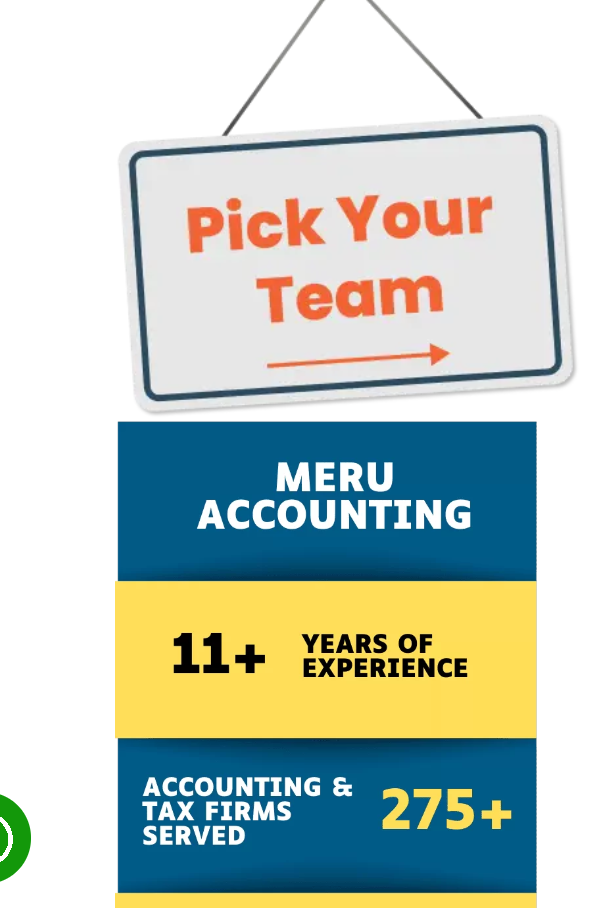 Pick Your
Team
MERU
ACCOUNTING
11+
YEARS OF
EXPERIENCE
ACCOUNTING &
TAX FIRMS
SERVED
275+